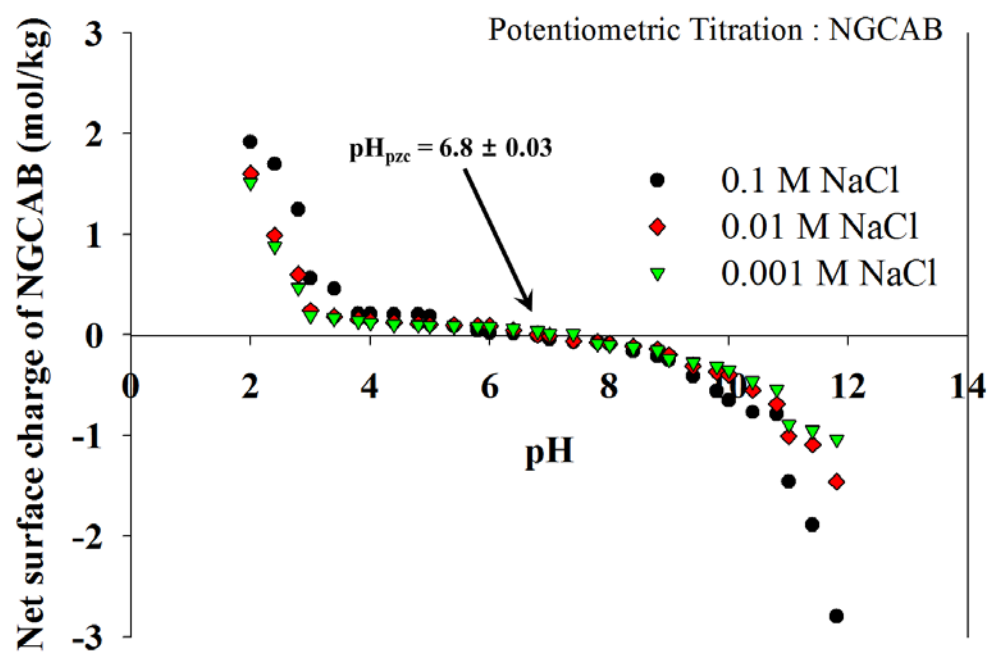 Potentiometric Titration : NGCAB
Net surface charge of NGCAB (mol/kg)
3
2
1
0
-1
-2
-3
pH_pzc = 6.8 ± 0.03
0.1 M NaCl
0.01 M NaCl
0.001 M NaCl
0 2 4 6 8 10 12 14
pH